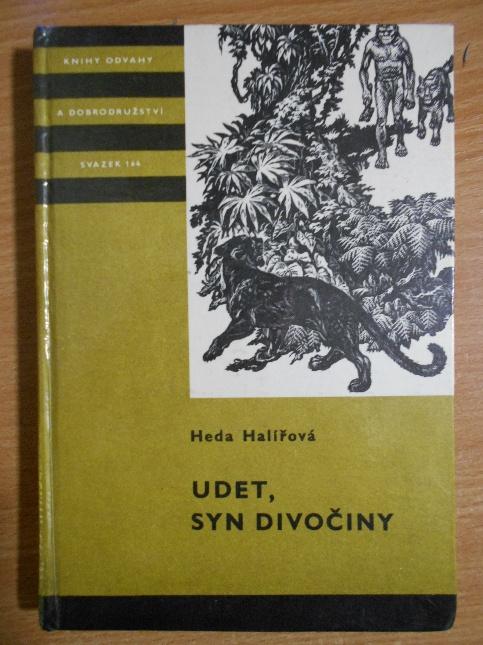 KNIHY ODVAHY
A DOBRODRUŽSTVÍ
SVAZEK 166
Heda Halířová
UDET,
SYN DIVOČINY